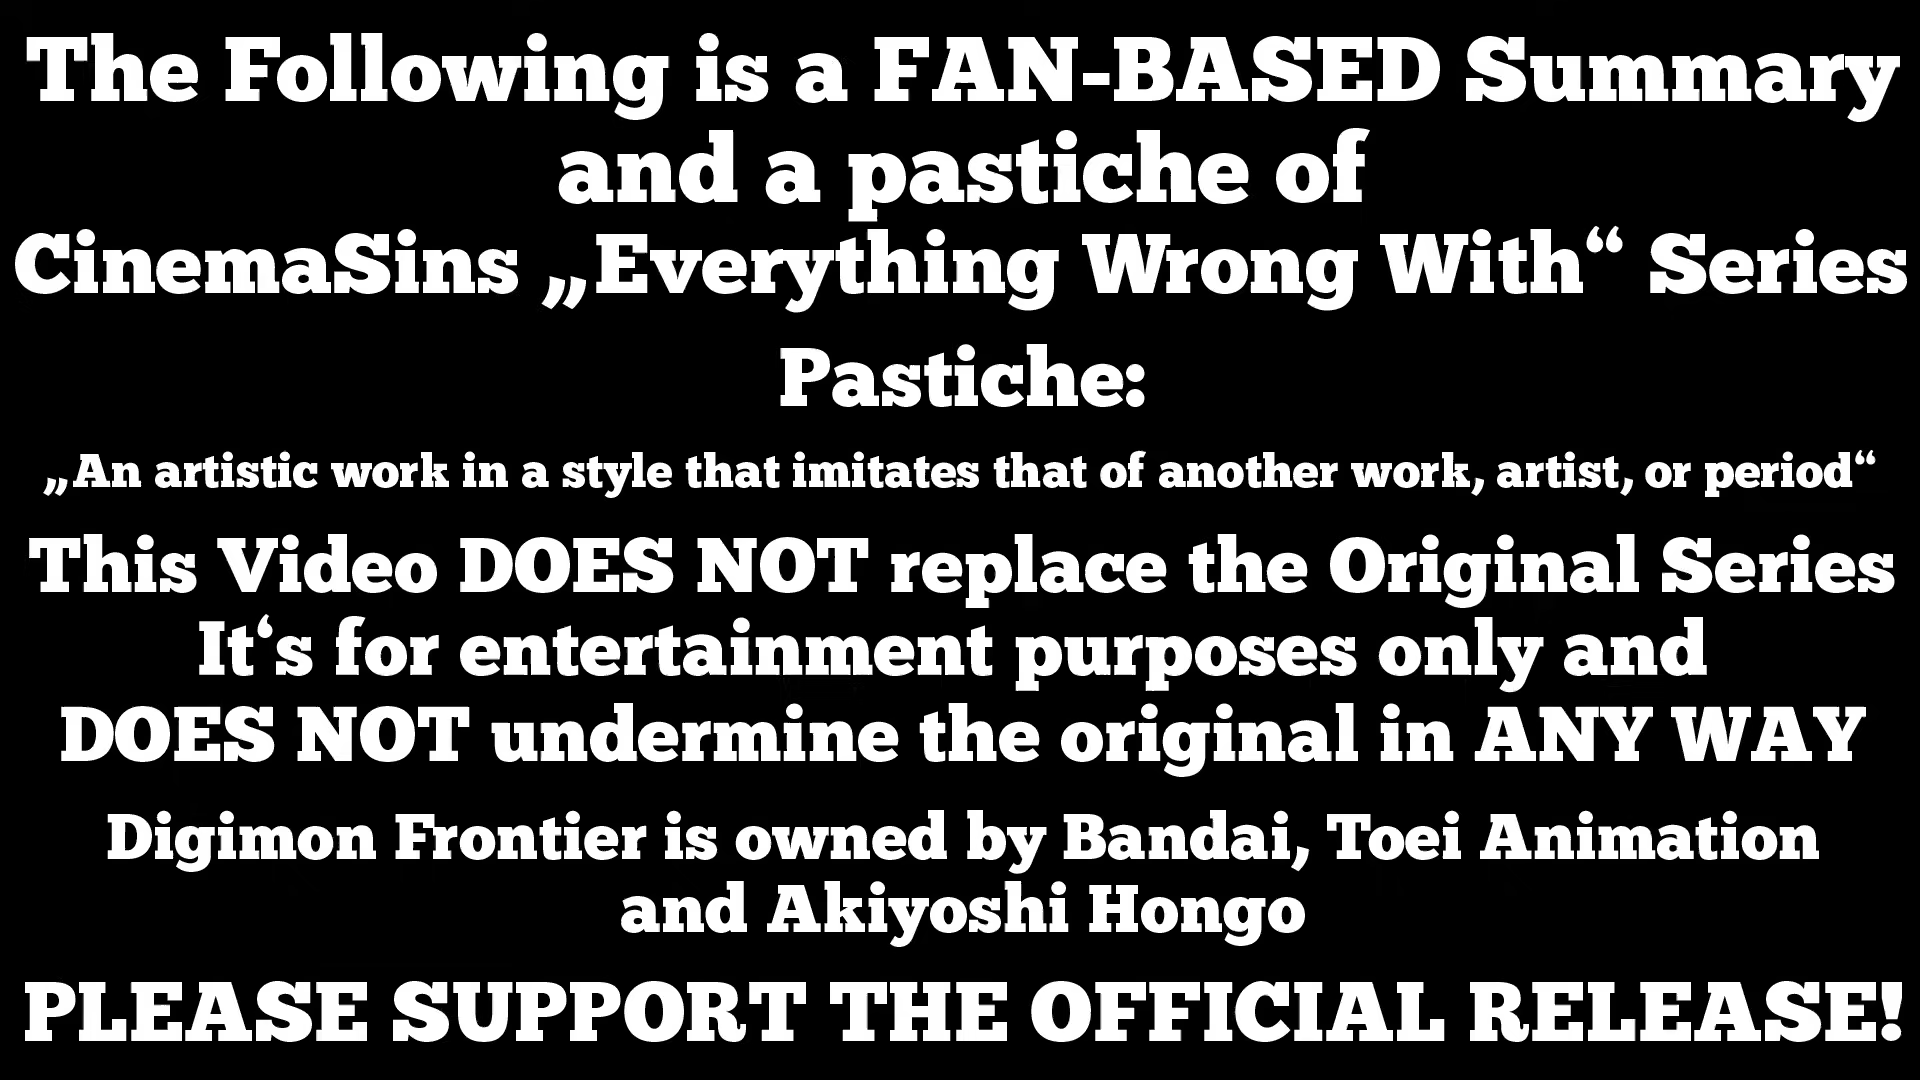 The Following is a FAN-BASED Summary
and a pastiche of
CinemaSins „Everything Wrong With“ Series
Pastiche:
„An artistic work in a style that imitates that of another work, artist, or period“
This Video DOES NOT replace the Original Series
It‘s for entertainment purposes only and
DOES NOT undermine the original in ANY WAY
Digimon Frontier is owned by Bandai, Toei Animation
and Akiyoshi Hongo
PLEASE SUPPORT THE OFFICIAL RELEASE!